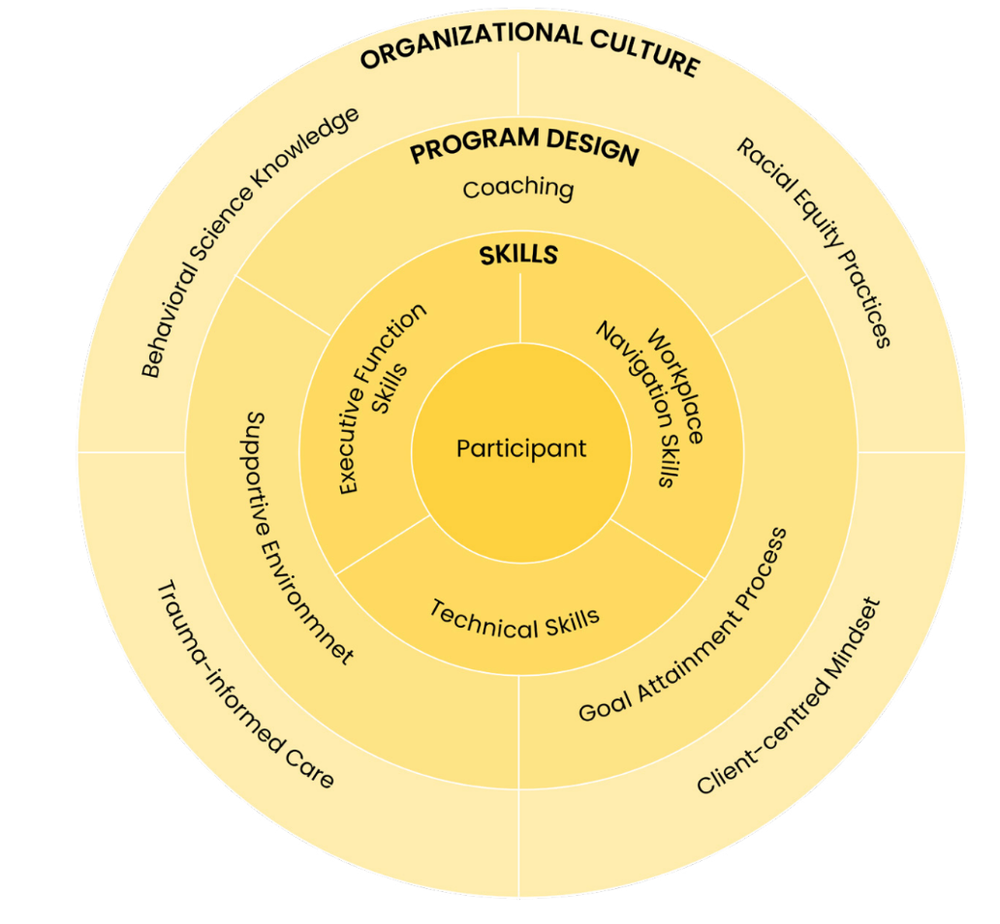 ORGANIZATIONAL CULTURE
Behavioral Science Knowledge
Racial Equity Practices
PROGRAM DESIGN
Coaching
SKILLS
Executive Function
Skills
Workplace
Navigation Skills
Participant
Technical Skills
Supportive Environmnet
Goal Attainment Process
Trauma-informed Care
Client-centred Mindset